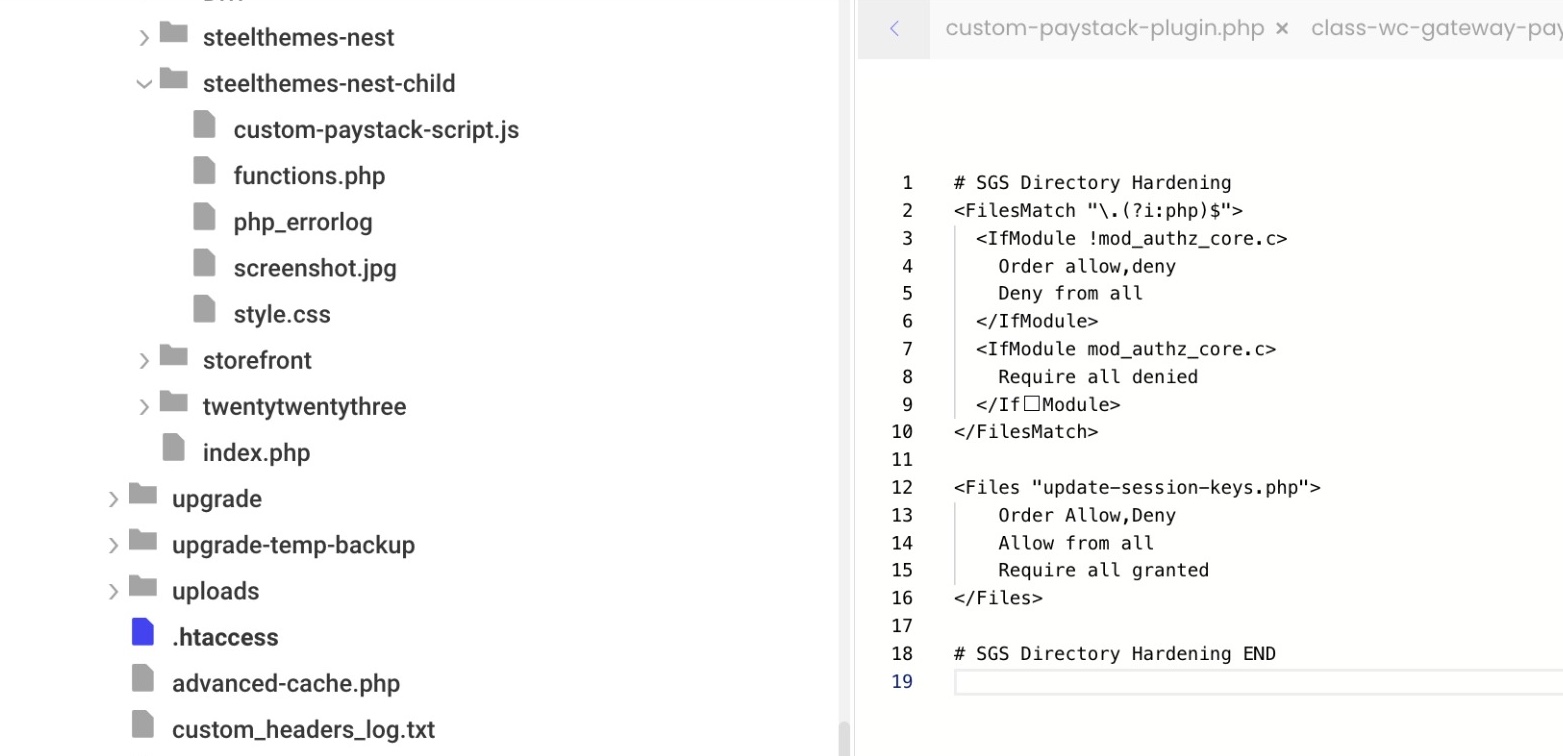 steelthemes-nest
steelthemes-nest-child
custom-paystack-script.js
functions.php
php_errorlog
screenshot.jpg
style.css
storefront
twentytwentythree
index.php
upgrade
upgrade-temp-backup
uploads
.htaccess
advanced-cache.php
custom_headers_log.txt
custom-paystack-plugin.php × class-wc-gateway-pay
1 # SGS Directory Hardening
2 <FilesMatch "\.(?i:php)$">
3 <IfModule !mod_authz_core.c>
4 Order allow,deny
5 Deny from all
6 </IfModule>
7 <IfModule mod_authz_core.c>
8 Require all denied
9 </If□Module>
10 </FilesMatch>
11
12 <Files "update-session-keys.php">
13 Order Allow,Deny
14 Allow from all
15 Require all granted
16 </Files>
17
18 # SGS Directory Hardening END
19